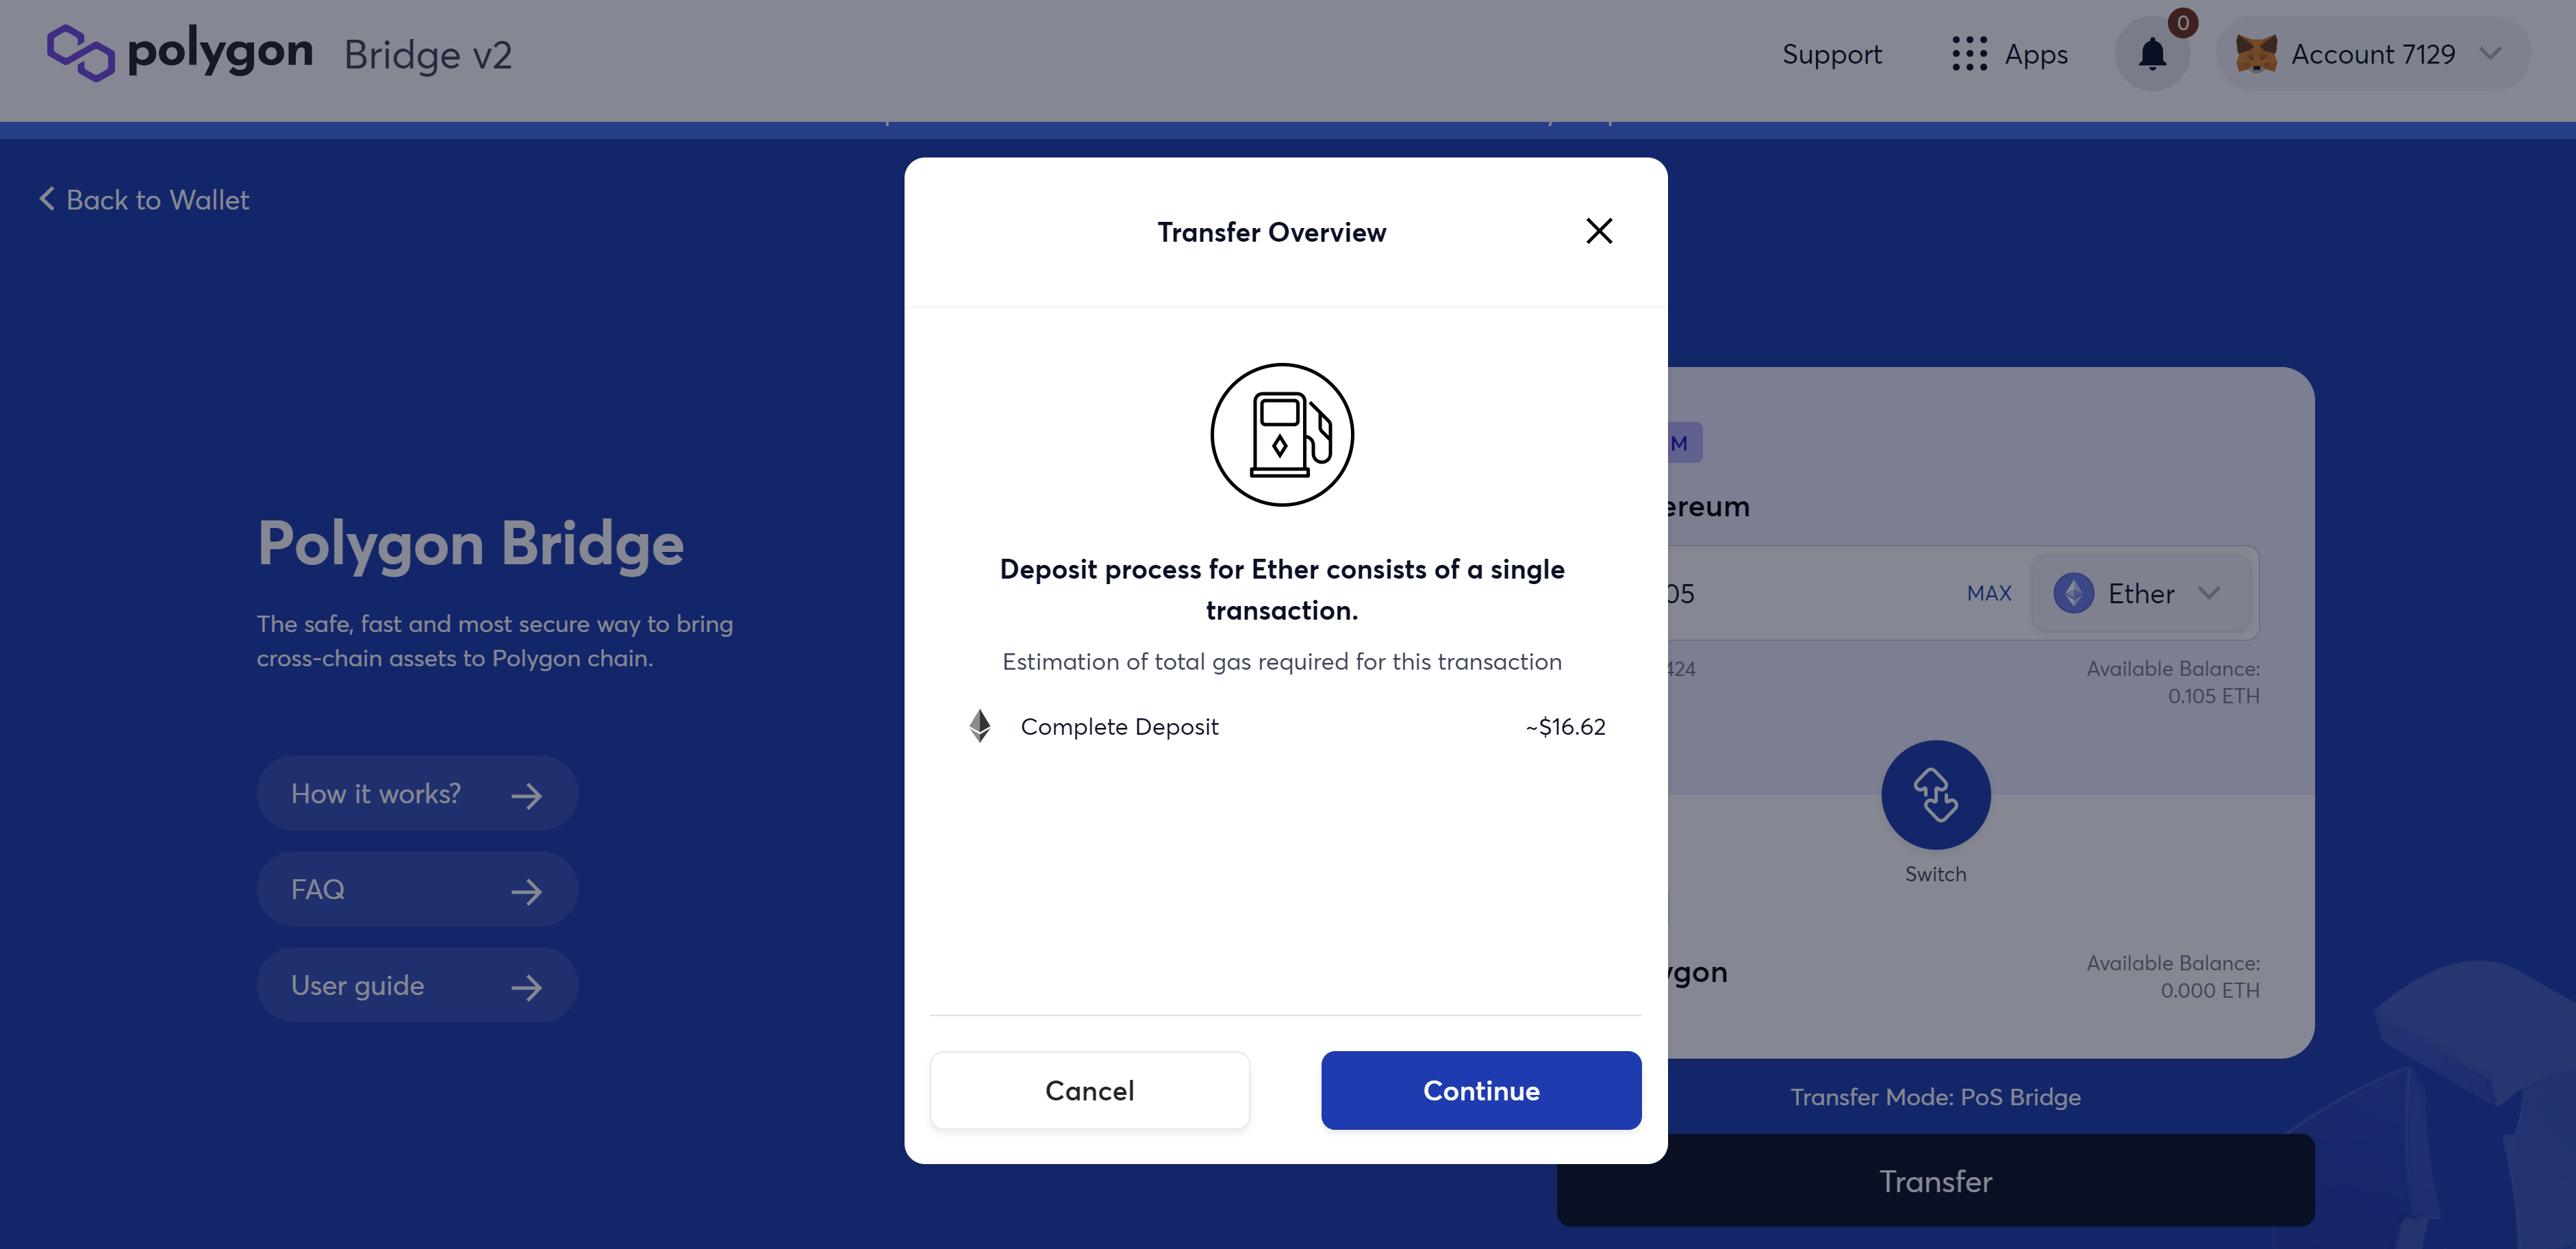 polygon Bridge v2
Support
Apps
0
Account 7129
Back to Wallet
Polygon Bridge
The safe, fast and most secure way to bring
cross-chain assets to Polygon chain.
How it works?
FAQ
User guide
Transfer Overview
Deposit process for Ether consists of a single
transaction.
Estimation of total gas required for this transaction
Complete Deposit
~$16.62
Cancel
Continue
M
ereum
05
MAX
Ether
424
Available Balance:
0.105 ETH
Switch
ygon
Available Balance:
0.000 ETH
Transfer Mode: PoS Bridge
Transfer